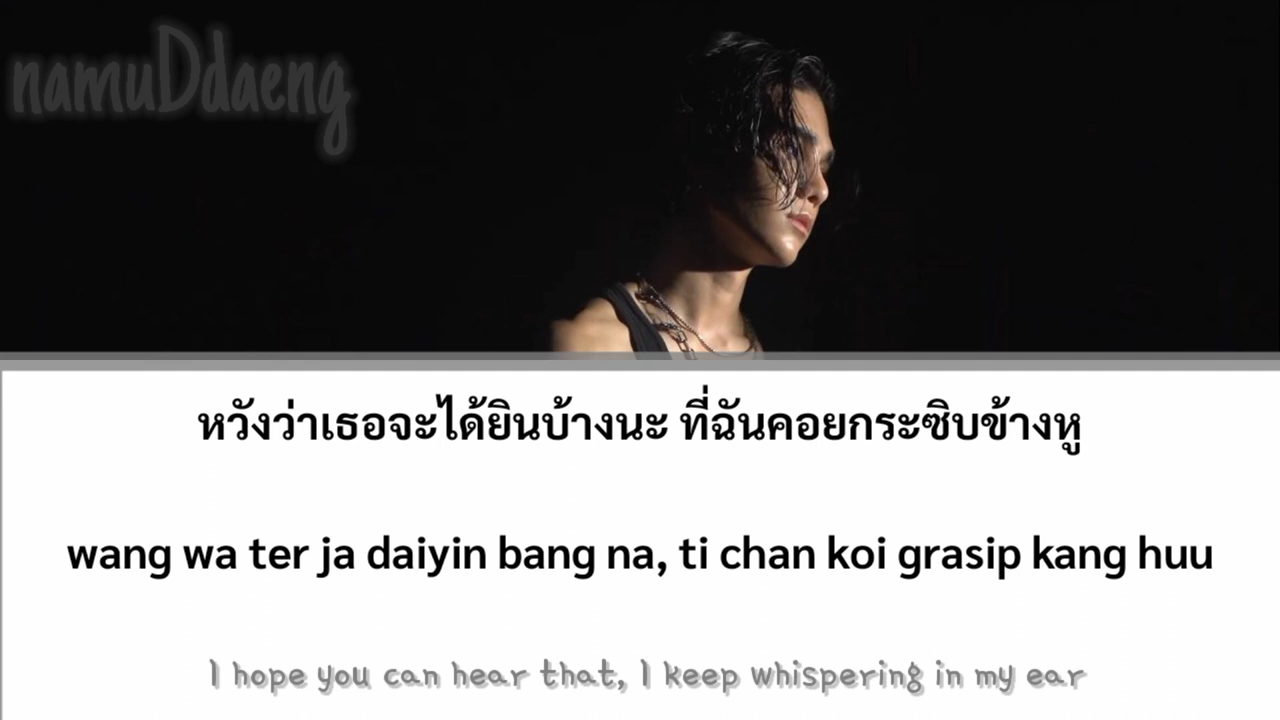 namuDdaeng
หวังว่าเธอจะได้ยินบ้างนะ ที่ฉันคอยกระซิบข้างหู
wang wa ter ja daiyin bang na, ti chan koi grasip kang huu
I hope you can hear that, I keep whispering in my ear